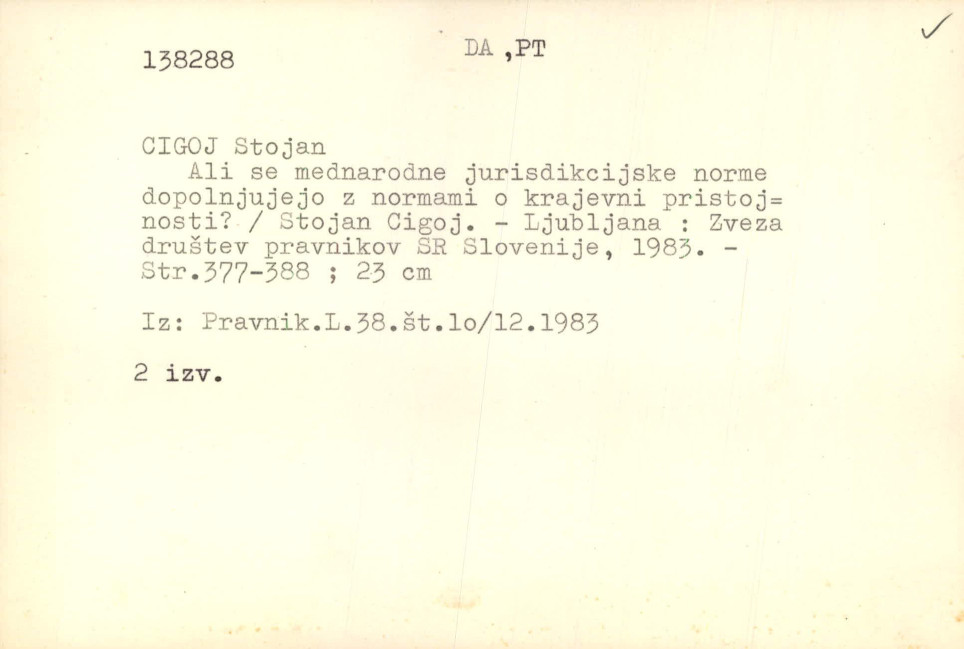 138288
DA ,PT
CIGOJ Stojan
Ali se mednarodne jurisdikcijske norme
dopolnjujejo z normami o krajevni pristoj=
nosti? / Stojan Cigoj. - Ljubljana : Zveza
društev pravnikov SR Slovenije, 1983. -
Str.377-388 ; 23 cm
Iz: Pravnik.L.38.št.lo/12.1983
2 izv.